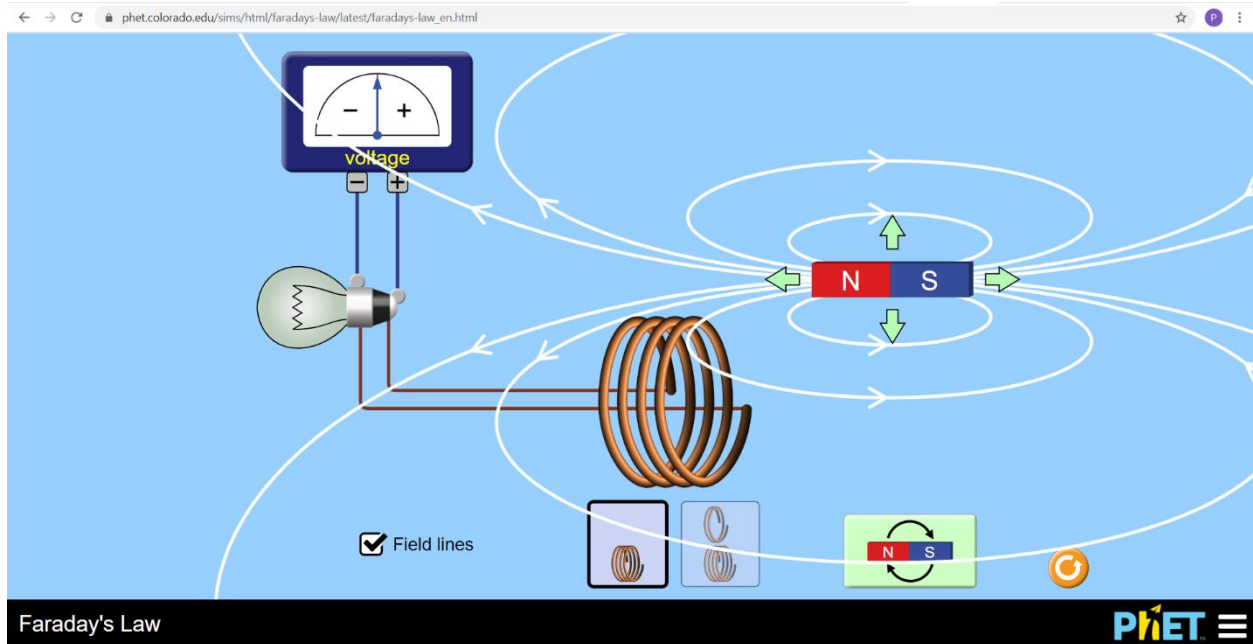 phet.colorado.edu/sims/html/faradays-law/latest/faradays-law_en.html
P
− +
voltage
− +
N S
Field lines
N S
Faraday's Law
PhET